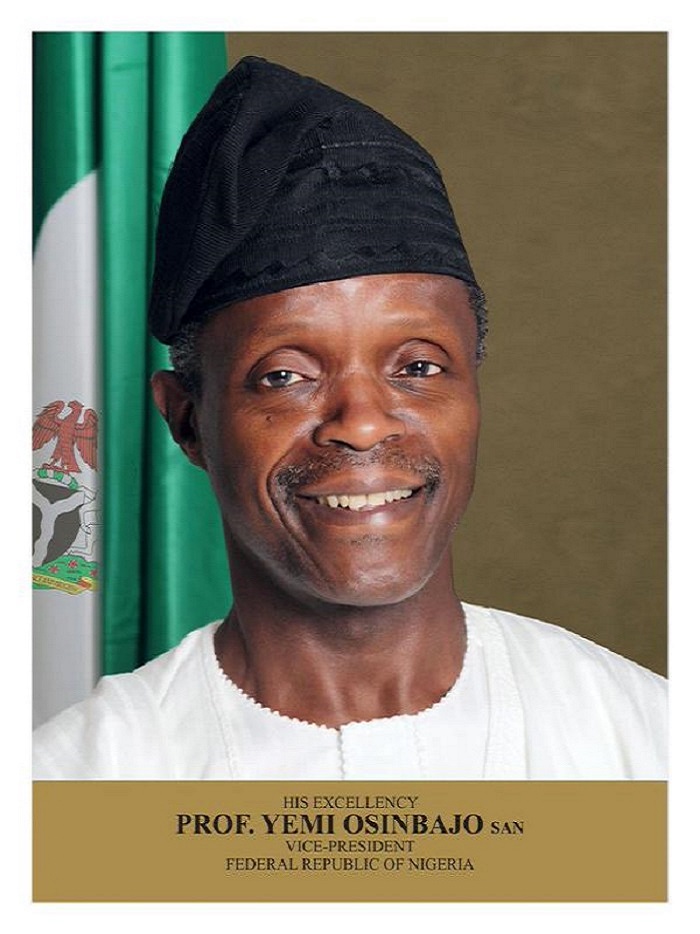 HIS EXCELLENCY
PROF. YEMI OSINBAJO SAN
VICE-PRESIDENT
FEDERAL REPUBLIC OF NIGERIA